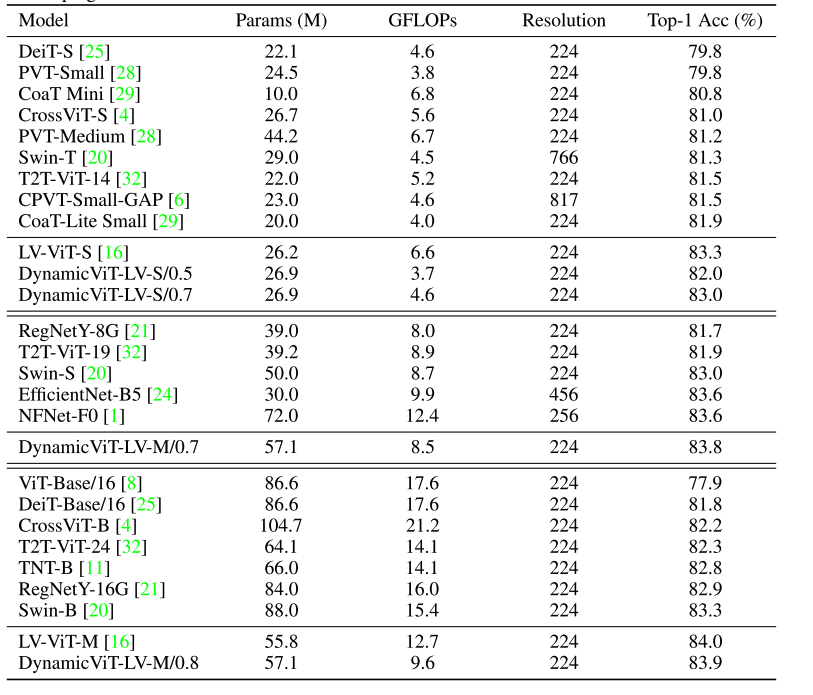 Model Params (M) GFLOPs Resolution Top-1 Acc (%)
DeiT-S [25] 22.1 4.6 224 79.8
PVT-Small [28] 24.5 3.8 224 79.8
CoaT Mini [29] 10.0 6.8 224 80.8
CrossViT-S [4] 26.7 5.6 224 81.0
PVT-Medium [28] 44.2 6.7 224 81.2
Swin-T [20] 29.0 4.5 766 81.3
T2T-ViT-14 [32] 22.0 5.2 224 81.5
CPVT-Small-GAP [6] 23.0 4.6 817 81.5
CoaT-Lite Small [29] 20.0 4.0 224 81.9
LV-ViT-S [16] 26.2 6.6 224 83.3
DynamicViT-LV-S/0.5 26.9 3.7 224 82.0
DynamicViT-LV-S/0.7 26.9 4.6 224 83.0
RegNetY-8G [21] 39.0 8.0 224 81.7
T2T-ViT-19 [32] 39.2 8.9 224 81.9
Swin-S [20] 50.0 8.7 224 83.0
EfficientNet-B5 [24] 30.0 9.9 456 83.6
NFNet-F0 [1] 72.0 12.4 256 83.6
DynamicViT-LV-M/0.7 57.1 8.5 224 83.8
ViT-Base/16 [8] 86.6 17.6 224 77.9
DeiT-Base/16 [25] 86.6 17.6 224 81.8
CrossViT-B [4] 104.7 21.2 224 82.2
T2T-ViT-24 [32] 64.1 14.1 224 82.3
TNT-B [11] 66.0 14.1 224 82.8
RegNetY-16G [21] 84.0 16.0 224 82.9
Swin-B [20] 88.0 15.4 224 83.3
LV-ViT-M [16] 55.8 12.7 224 84.0
DynamicViT-LV-M/0.8 57.1 9.6 224 83.9